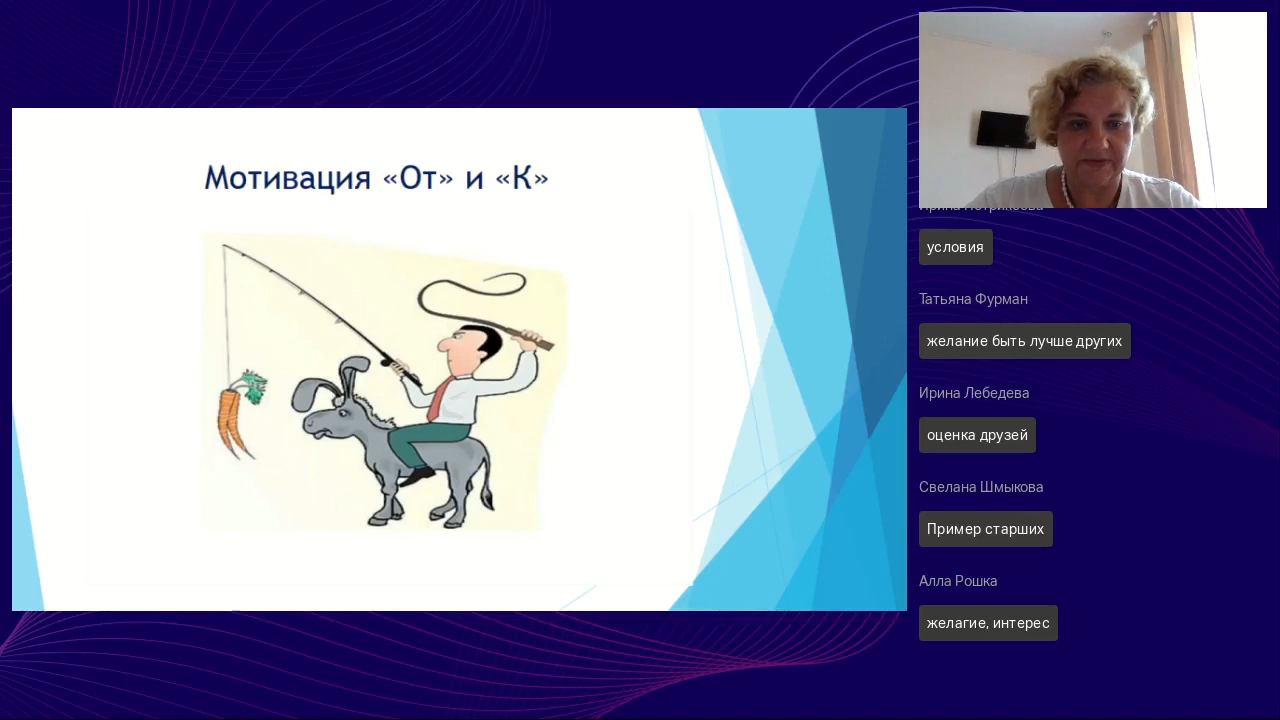 Мотивация «От» и «К»
условия
Татьяна Фурман
желание быть лучше других
Ирина Лебедева
оценка друзей
Свелана Шмыкова
Пример старших
Алла Рошка
желагие, интерес